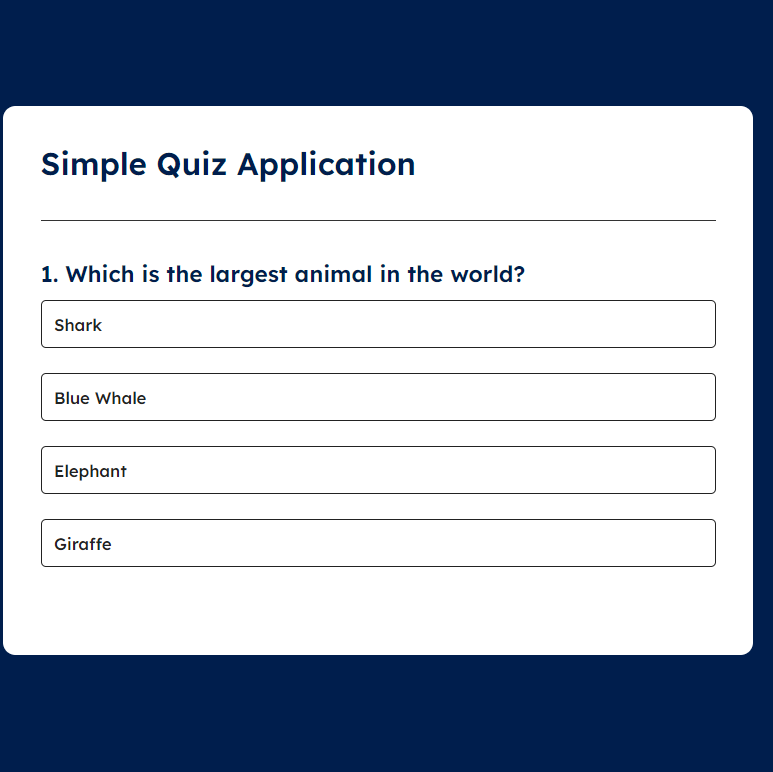 Simple Quiz Application
1. Which is the largest animal in the world?
Shark
Blue Whale
Elephant
Giraffe